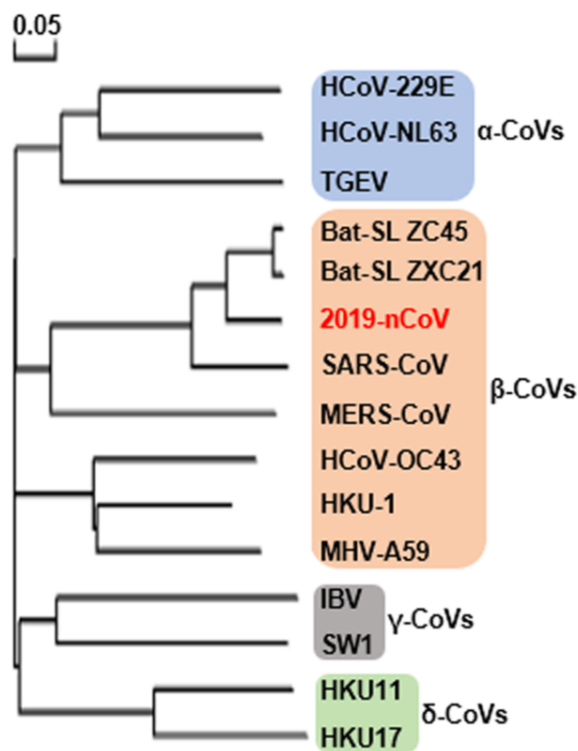 0.05
HCoV-229E
HCoV-NL63
α-CoVs
TGEV
Bat-SL ZC45
Bat-SL ZXC21
2019-nCoV
SARS-CoV
β-CoVs
MERS-CoV
HCoV-OC43
HKU-1
MHV-A59
IBV
γ-CoVs
SW1
HKU11
δ-CoVs
HKU17